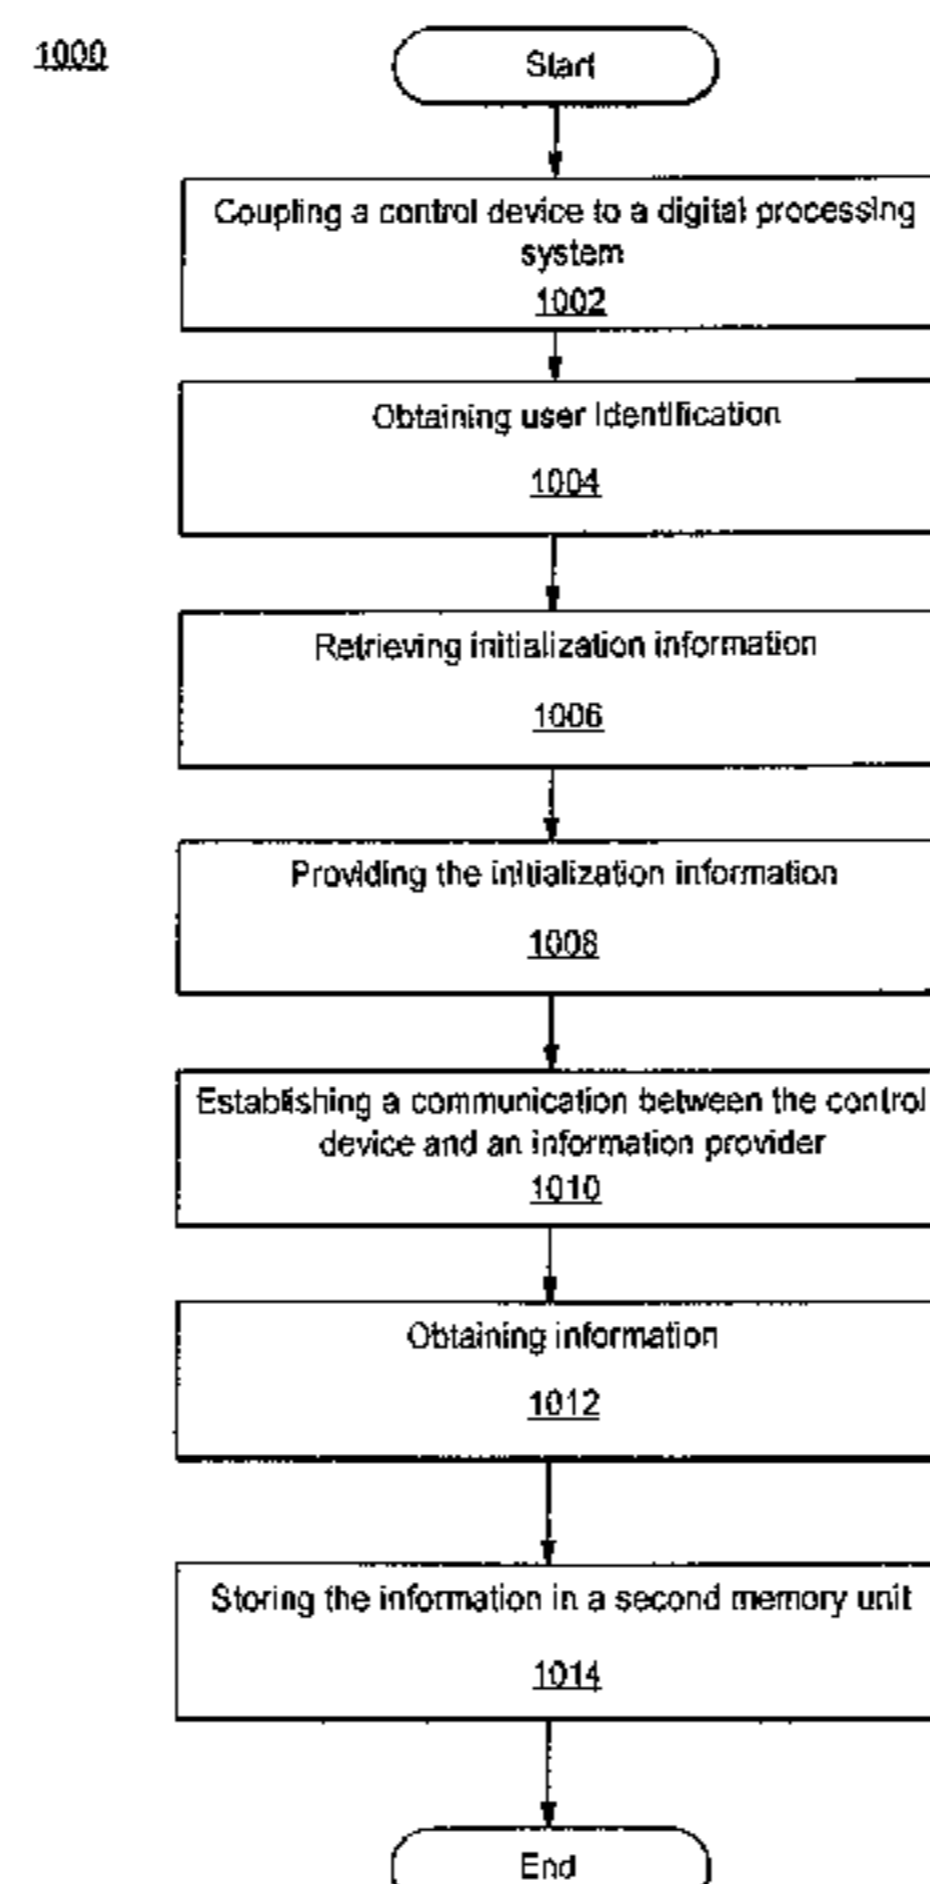 1000
Start
Coupling a control device to a digital processing
system
1002
Obtaining user identification
1004
Retrieving initialization information
1006
Providing the initialization information
1008
Establishing a communication between the control
device and an information provider
1010
Obtaining information
1012
Storing the information in a second memory unit
1014
End